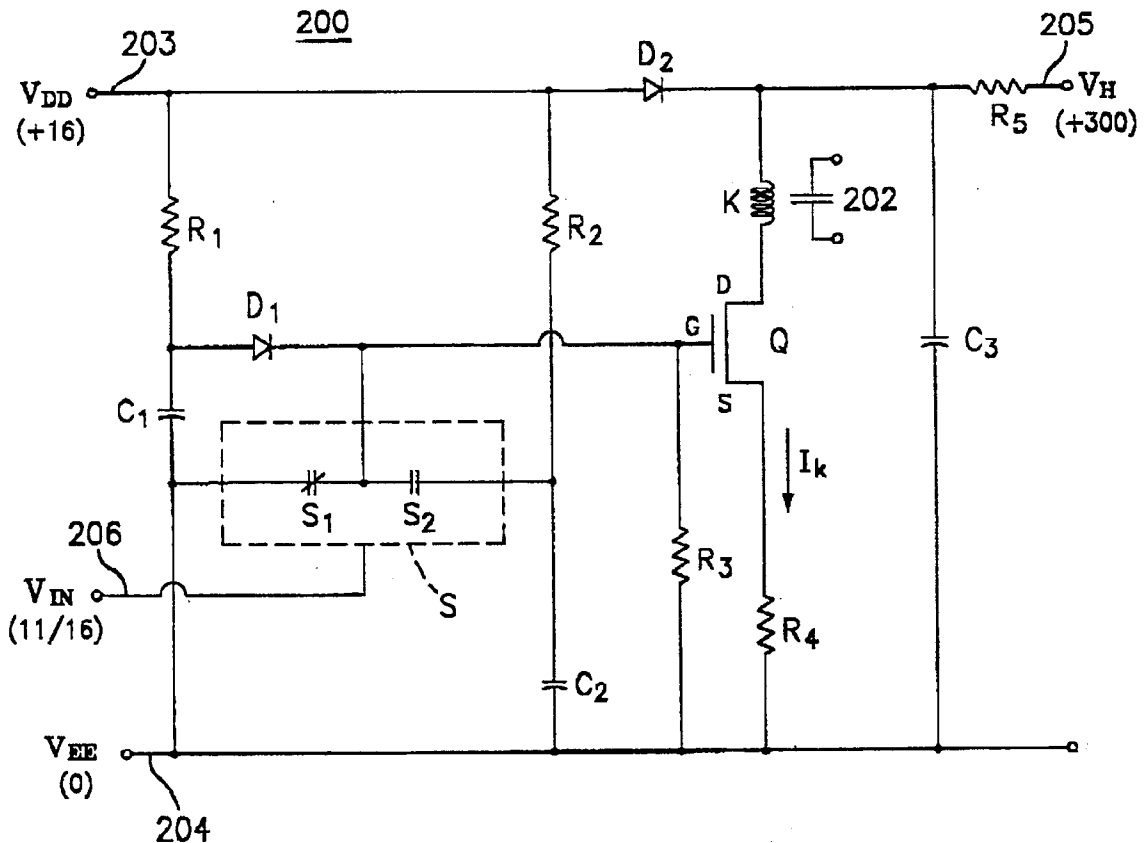 200
203
205
D2
VDD
(+16)
VH
(+300)
R5
R1
R2
K
202
D1
D
G
Q
C3
S
C1
Ik
S1
S2
206
R3
VIN
(11/16)
S
R4
C2
VEE
(0)
204